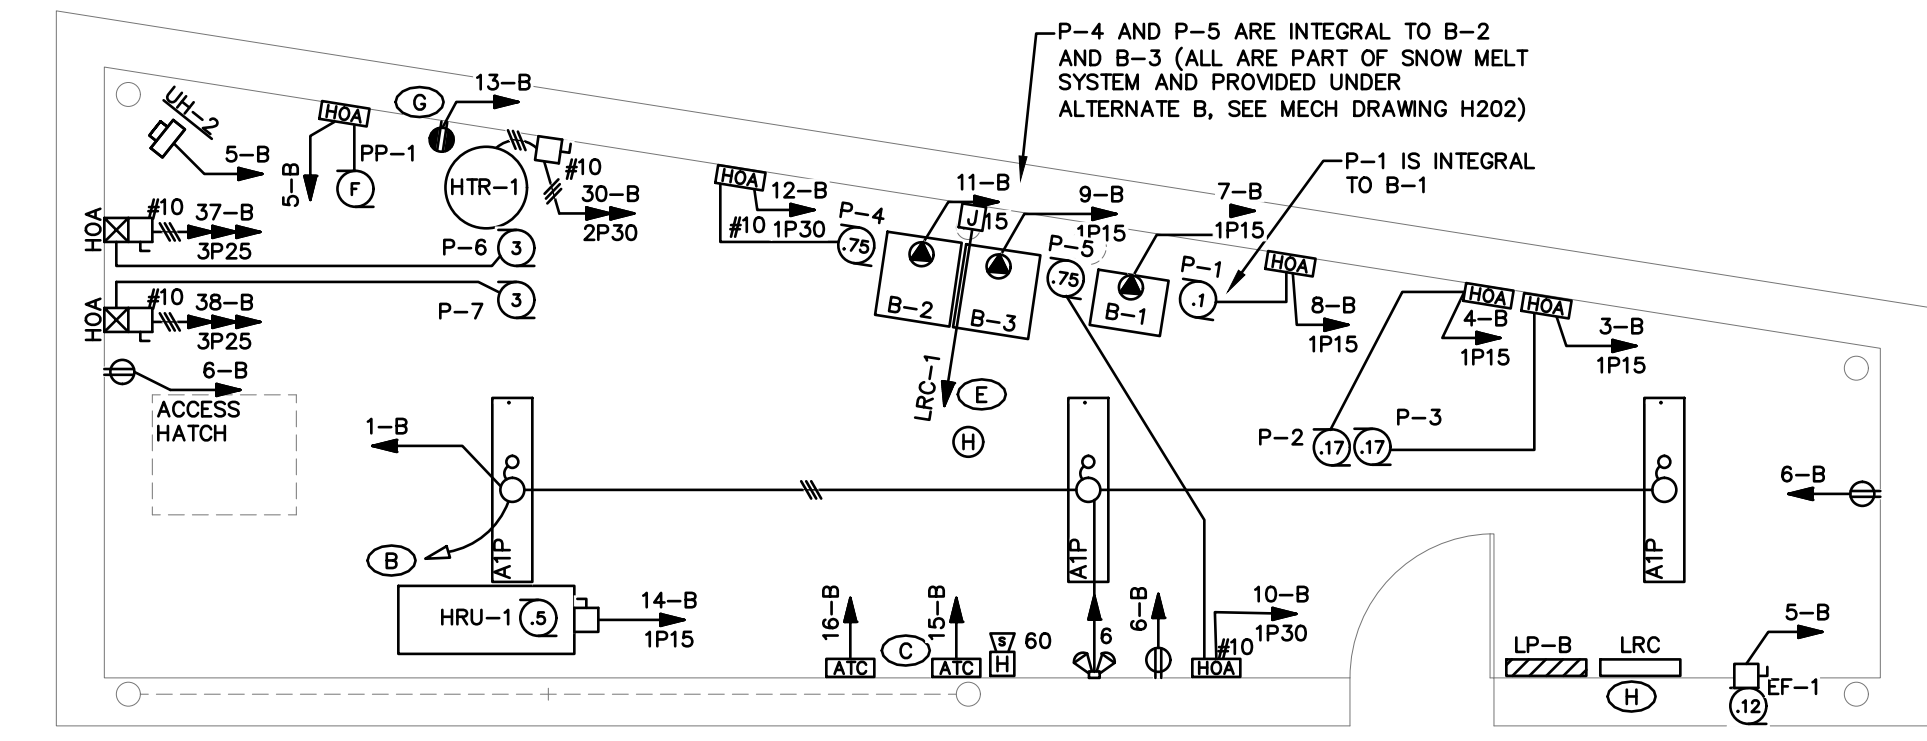 P-4 AND P-5 ARE INTEGRAL TO B-2
AND B-3 (ALL ARE PART OF SNOW MELT
SYSTEM AND PROVIDED UNDER
ALTERNATE B, SEE MECH DRAWING H202)
P-1 IS INTEGRAL
TO B-1
UH-2
5-B
HOA
5-B
PP-1
F
G
13-B
HTR-1
#10
30-B
2P30
HOA
#10
37-B
3P25
P-6
3
HOA
#10
38-B
3P25
P-7
3
6-B
ACCESS
HATCH
HOA
12-B
#10
1P30
P-4
.75
11-B
J
15
9-B
1P15
P-5
.75
7-B
1P15
B-2
B-3
B-1
P-1
.1
HOA
8-B
1P15
HOA
4-B
1P15
HOA
3-B
1P15
LRC-1
E
H
P-2
.17
.17
P-3
1-B
A1P
A1P
A1P
6-B
B
HRU-1
.5
14-B
1P15
16-B
ATC
C
15-B
ATC
S
H
60
6
6-B
10-B
1P30
#10
HOA
LP-B
LRC
H
5-B
EF-1
.12